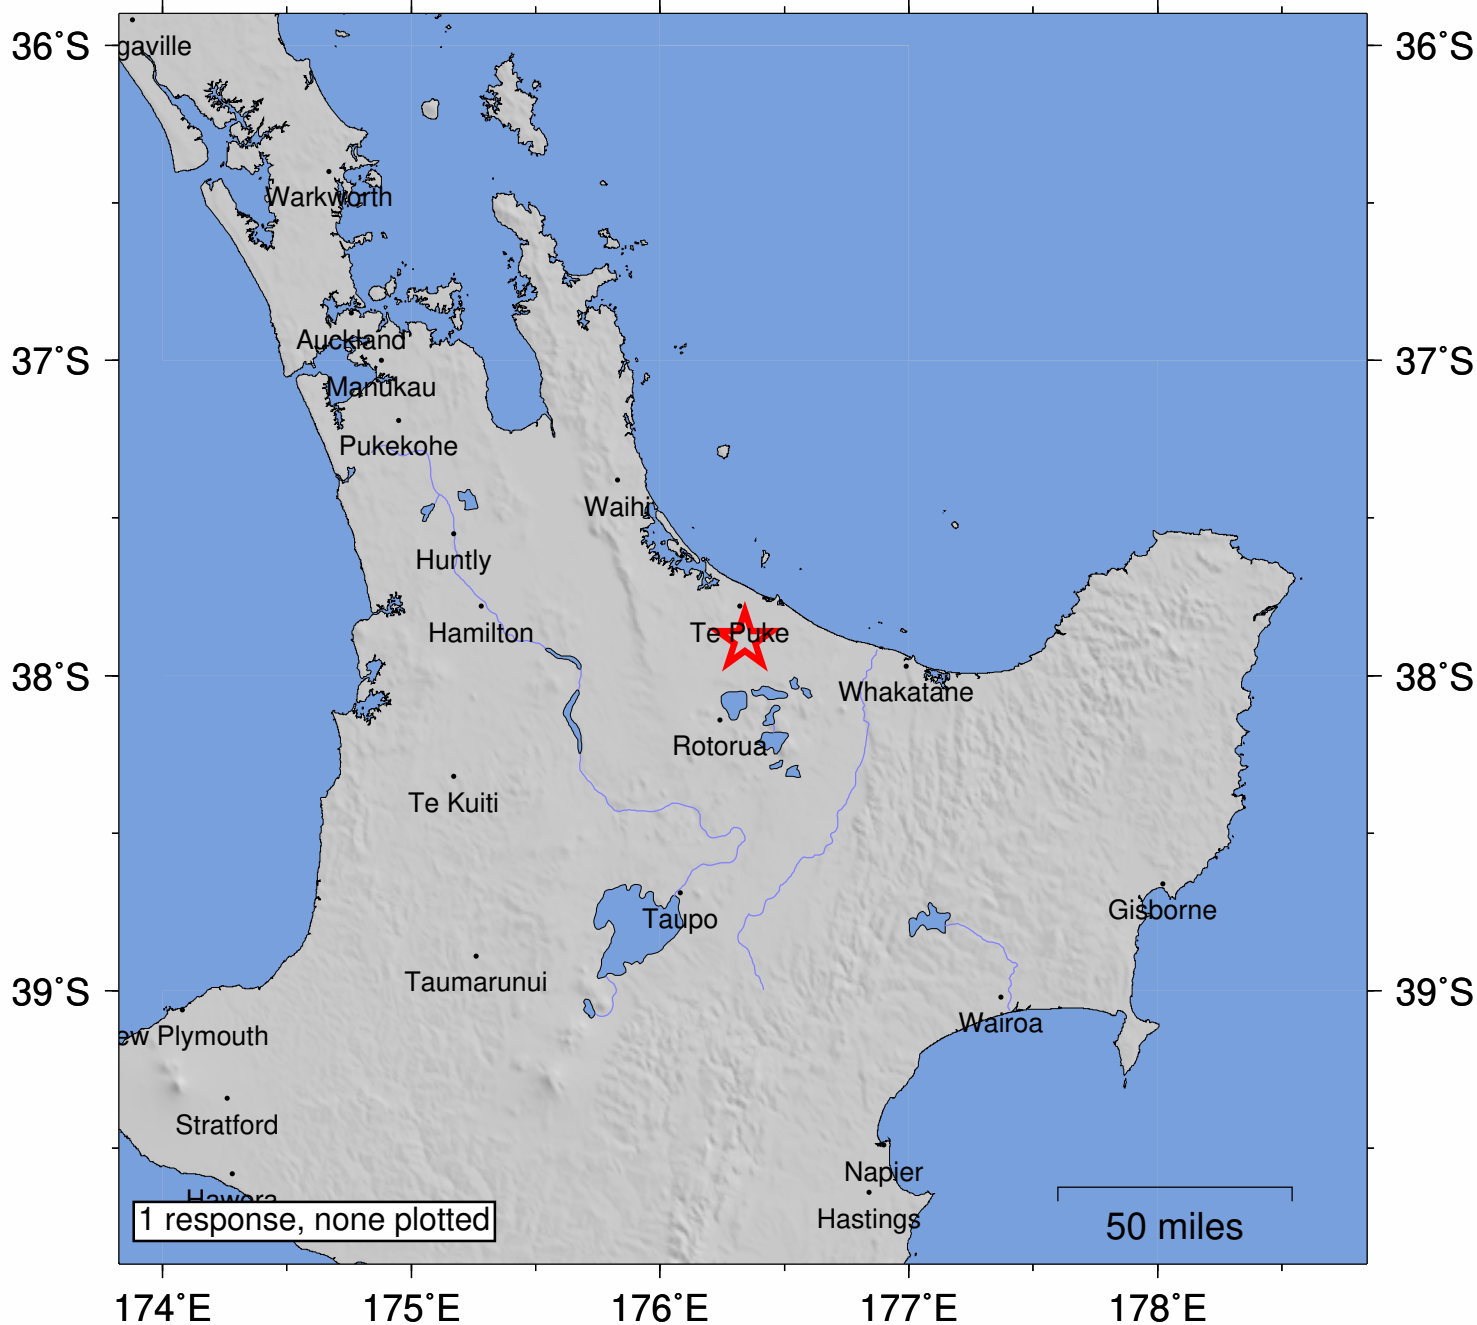 36°S
36°S
gaville
Warkworth
Auckland
37°S
37°S
Manukau
Pukekohe
Waihi
Huntly
Hamilton
Te Puke
38°S
38°S
Whakatane
Rotorua
Te Kuiti
Taupo
Gisborne
Taumarunui
39°S
39°S
Wairoa
ew Plymouth
Stratford
Napier
Hawera
1 response, none plotted
Hastings
50 miles
174°E
175°E
176°E
177°E
178°E